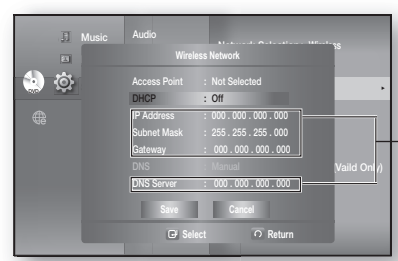 Music
Audio
Network Selection : Wireless
Wireless Network
Access Point : Not Selected
DHCP : Off
IP Address : 000 . 000 . 000 . 000
Subnet Mask : 255 . 255 . 255 . 000
Gateway : 000 . 000 . 000 . 000
DNS Manual
(Vaild Only)
DNS Server : 000 . 000 . 000 . 000
Save Cancel
Select Return